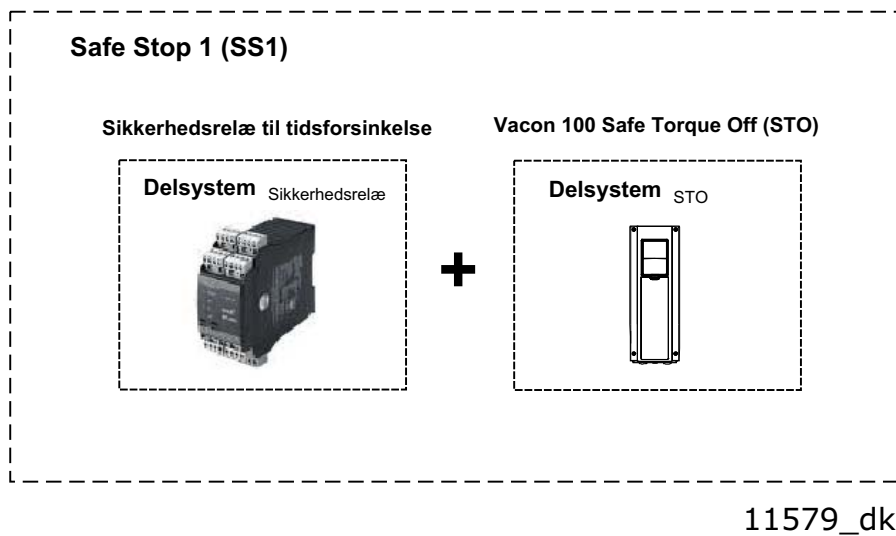 Safe Stop 1 (SS1)
Sikkerhedsrelæ til tidsforsinkelse
Vacon 100 Safe Torque Off (STO)
Delsystem Sikkerhedsrelæ
Delsystem STO
+
11579_dk